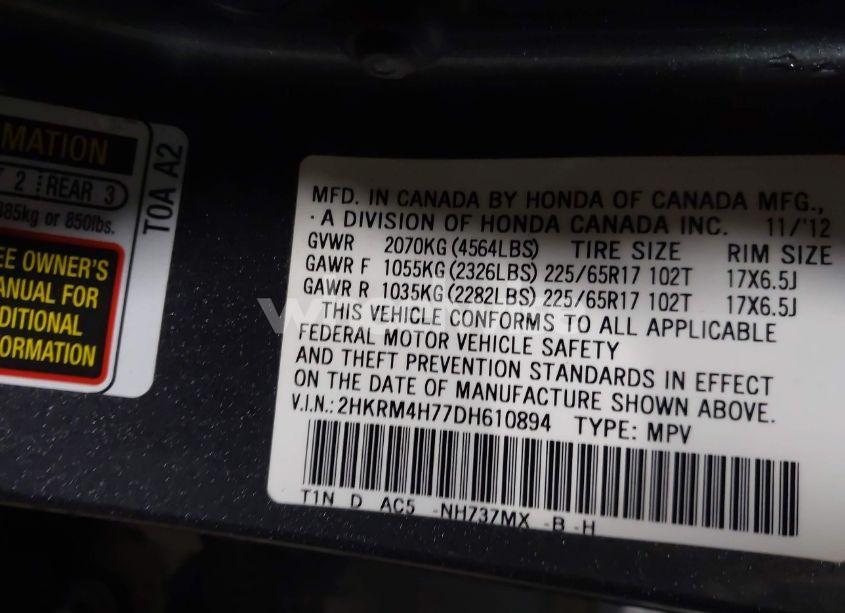 MATION
2 REAR 3
385kg or 850lbs.
EE OWNER'S
ANUAL FOR
DITIONAL
FORMATION
T0A A2
MFD. IN CANADA BY HONDA OF CANADA MFG.,
A DIVISION OF HONDA CANADA INC. 11/'12
GVWR 2070KG (4564LBS) TIRE SIZE RIM SIZE
GAWR F 1055KG (2326LBS) 225/65R17 102T 17X6.5J
GAWR R 1035KG (2282LBS) 225/65R17 102T 17X6.5J
THIS VEHICLE CONFORMS TO ALL APPLICABLE
FEDERAL MOTOR VEHICLE SAFETY
AND THEFT PREVENTION STANDARDS IN EFFECT
ON THE DATE OF MANUFACTURE SHOWN ABOVE.
V.I.N.: 2HKRM4H77DH610894 TYPE: MPV
T1N D AC5 -NH737MX -B -H